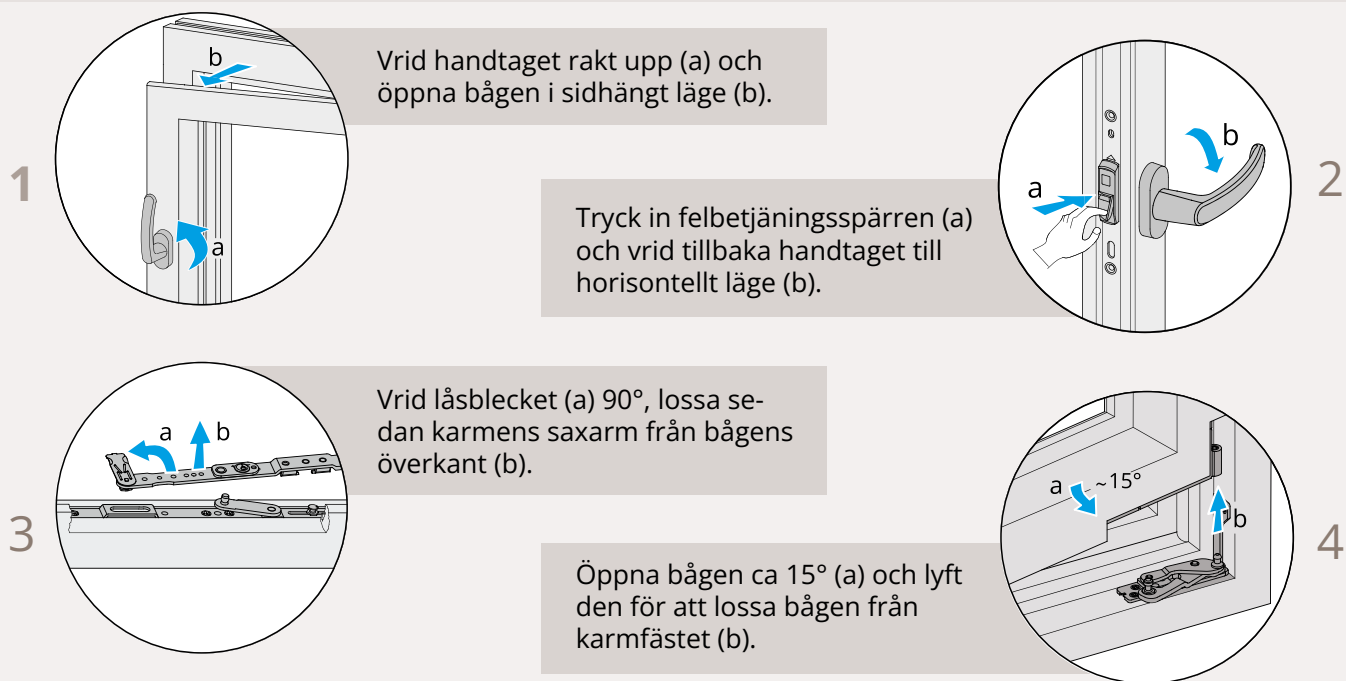 1
b
a
Vrid handtaget rakt upp (a) och
öppna bågen i sidhängt läge (b).
2
a
b
Tryck in felbetjäningsspärren (a)
och vrid tillbaka handtaget till
horisontellt läge (b).
3
a b
Vrid låsblecket (a) 90°, lossa se-
dan karmens saxarm från bågens
överkant (b).
4
a ~15°
b
Öppna bågen ca 15° (a) och lyft
den för att lossa bågen från
karmfästet (b).